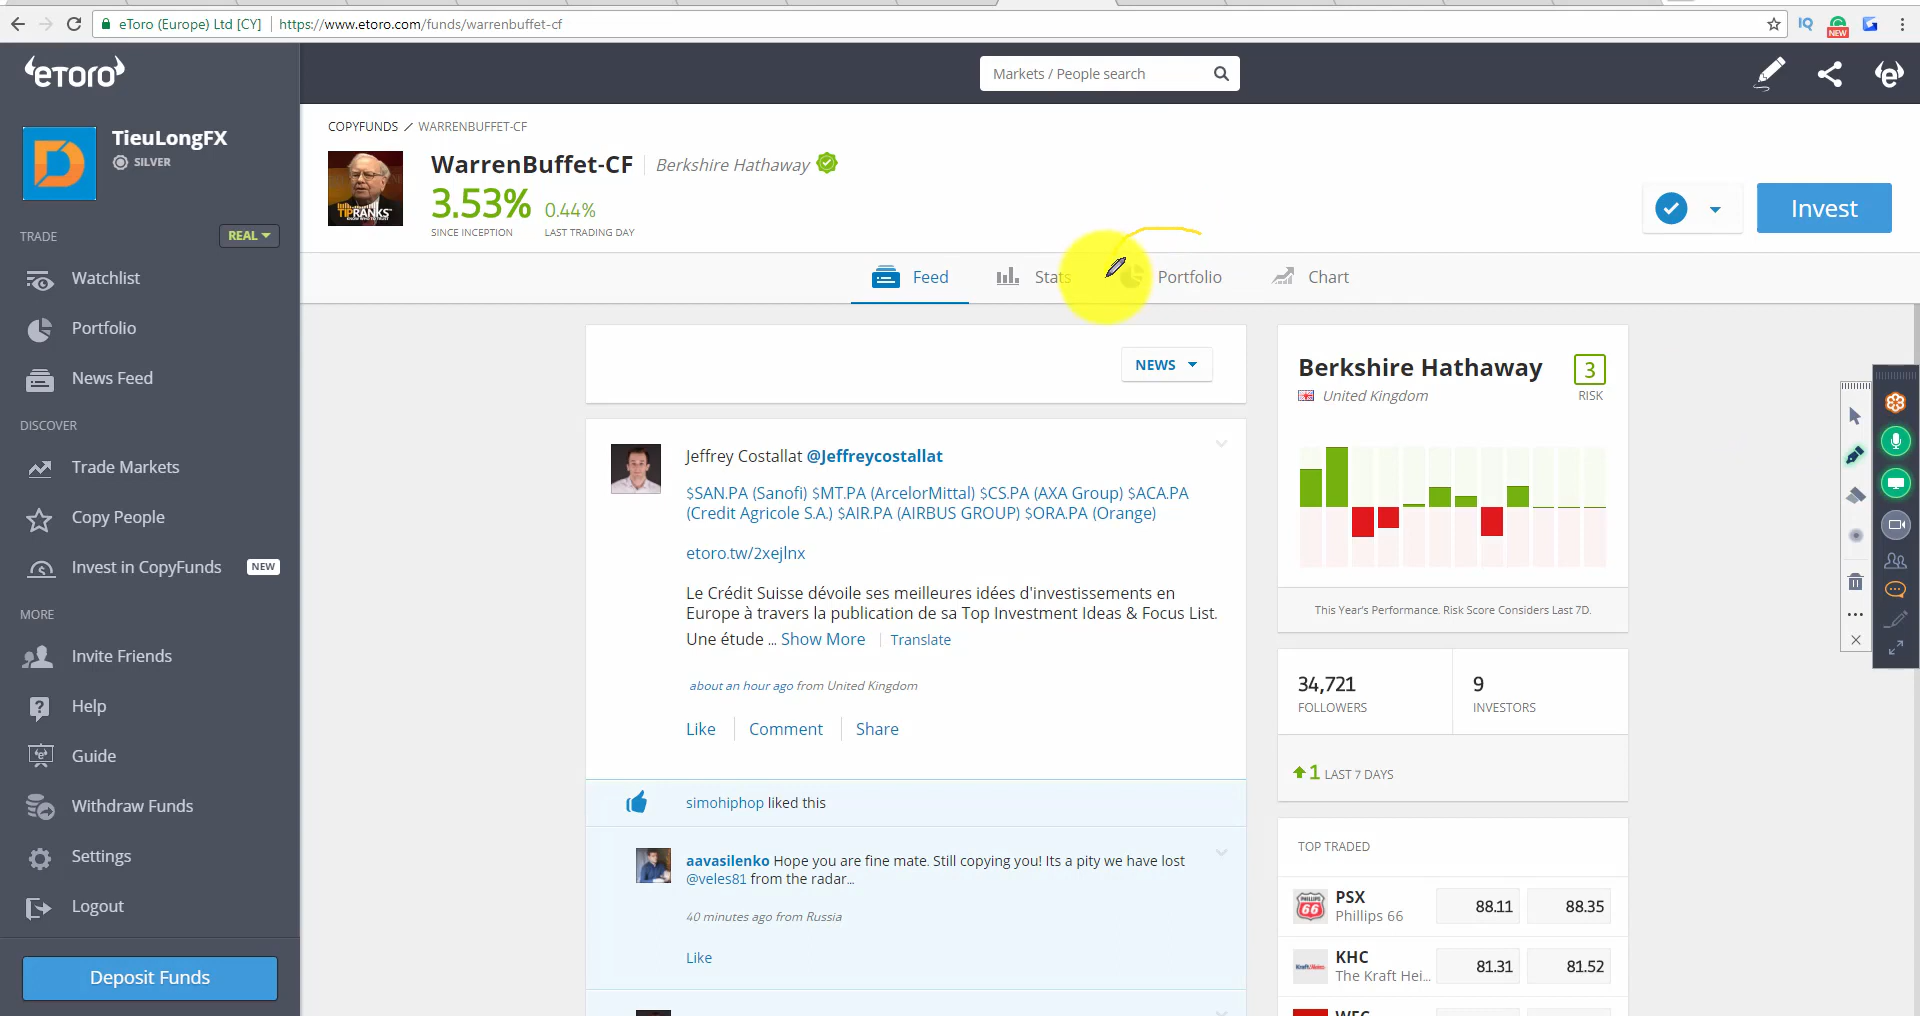 eToro (Europe) Ltd [CY]
https://www.etoro.com/funds/warrenbuffet-cf
NEW
eToro
Markets / People search
TieuLongFX
SILVER
TRADE
REAL
Watchlist
Portfolio
News Feed
DISCOVER
Trade Markets
Copy People
Invest in CopyFunds
NEW
MORE
Invite Friends
Help
Guide
Withdraw Funds
Settings
Logout
Deposit Funds
COPYFUNDS / WARRENBUFFET-CF
TIPRANKS
WarrenBuffet-CF
Berkshire Hathaway
3.53% 0.44%
SINCE INCEPTION LAST TRADING DAY
Invest
Feed
Stats
Portfolio
Chart
NEWS
Jeffrey Costallat @Jeffreycostallat
$SAN.PA (Sanofi) $MT.PA (ArcelorMittal) $CS.PA (AXA Group) $ACA.PA
(Credit Agricole S.A.) $AIR.PA (AIRBUS GROUP) $ORA.PA (Orange)
etoro.tw/2xejlnx
Le Crédit Suisse dévoile ses meilleures idées d'investissements en
Europe à travers la publication de sa Top Investment Ideas & Focus List.
Une étude ... Show More Translate
about an hour ago from United Kingdom
Like Comment Share
simohiphop liked this
aavasilenko Hope you are fine mate. Still copying you! Its a pity we have lost
@veles81 from the radar...
40 minutes ago from Russia
Like
Berkshire Hathaway
United Kingdom
3
RISK
This Year's Performance. Risk Score Considers Last 7D.
34,721
FOLLOWERS
9
INVESTORS
1 LAST 7 DAYS
TOP TRADED
PSX
Phillips 66
88.11 88.35
KHC
The Kraft Hei...
81.31 81.52